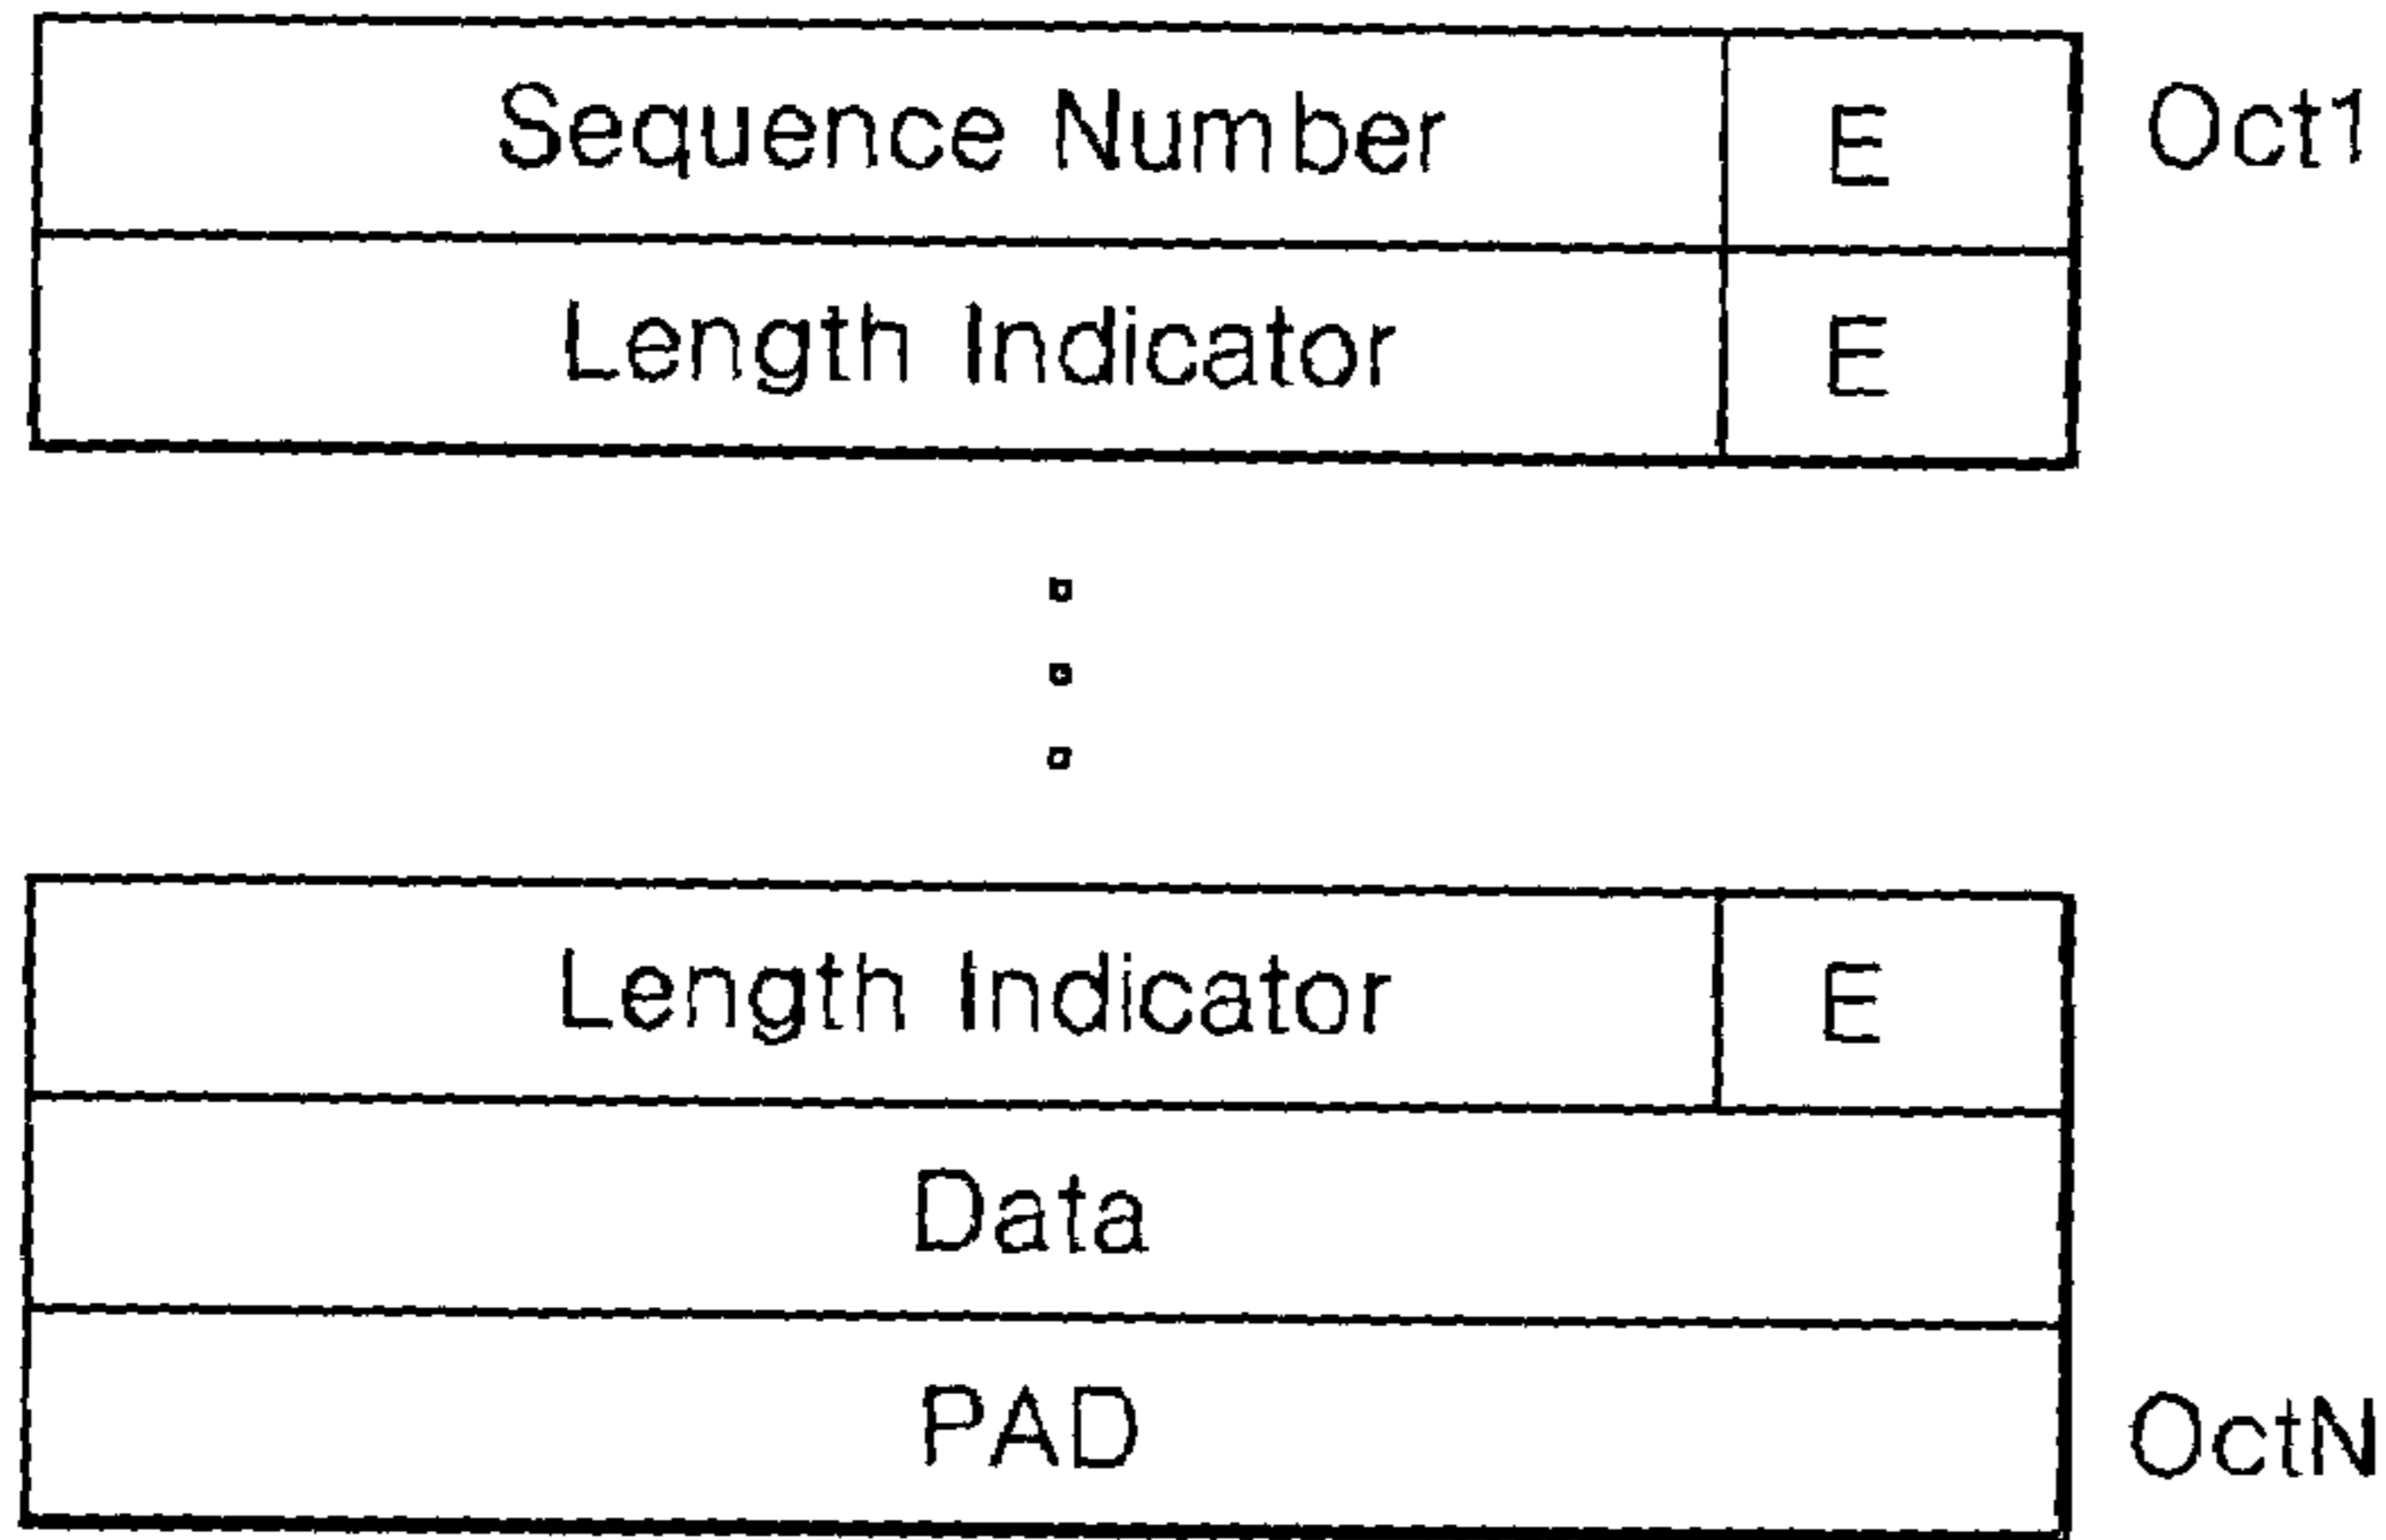 Sequence Number E Oct1
Length Indicator E
Length Indicator E
Data
PAD OctN